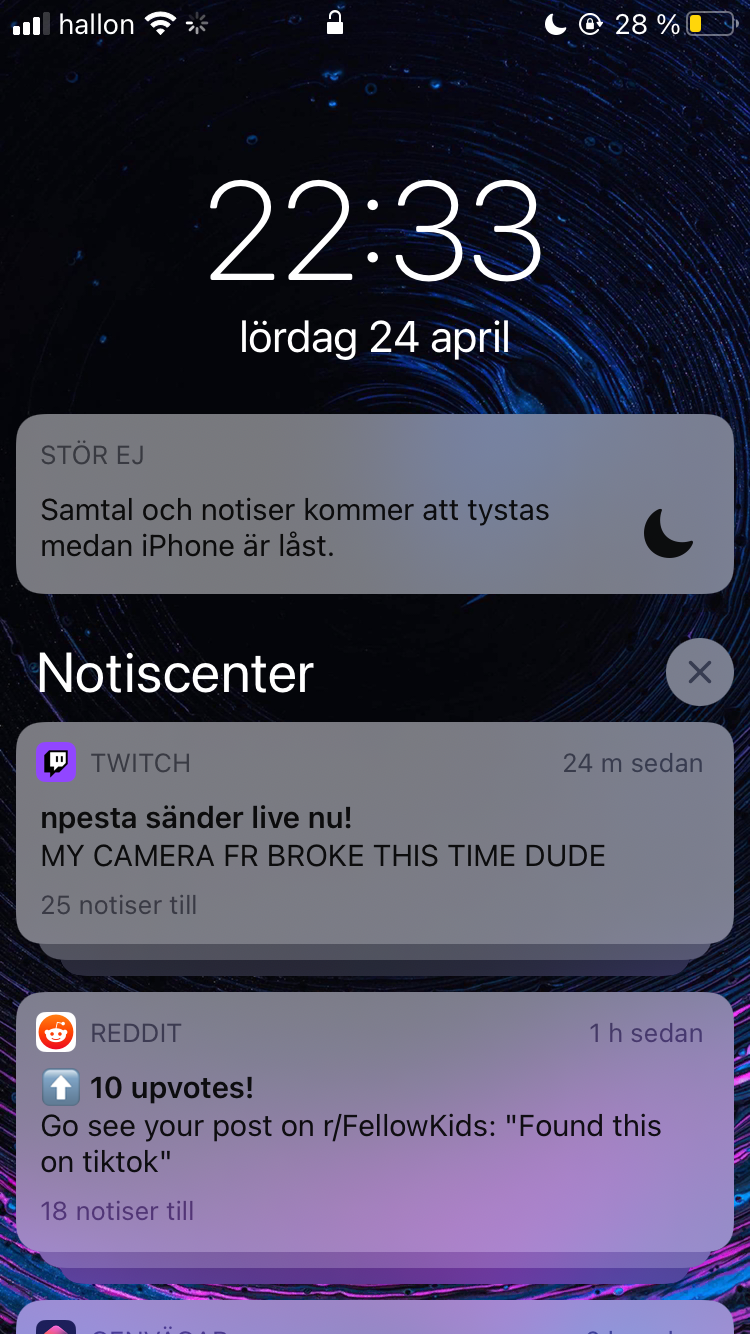 hallon 28 %
22:33
lördag 24 april
STÖR EJ
Samtal och notiser kommer att tystas
medan iPhone är låst.
Notiscenter
TWITCH 24 m sedan
npesta sänder live nu!
MY CAMERA FR BROKE THIS TIME DUDE
25 notiser till
REDDIT 1 h sedan
10 upvotes!
Go see your post on r/FellowKids: "Found this
on tiktok"
18 notiser till